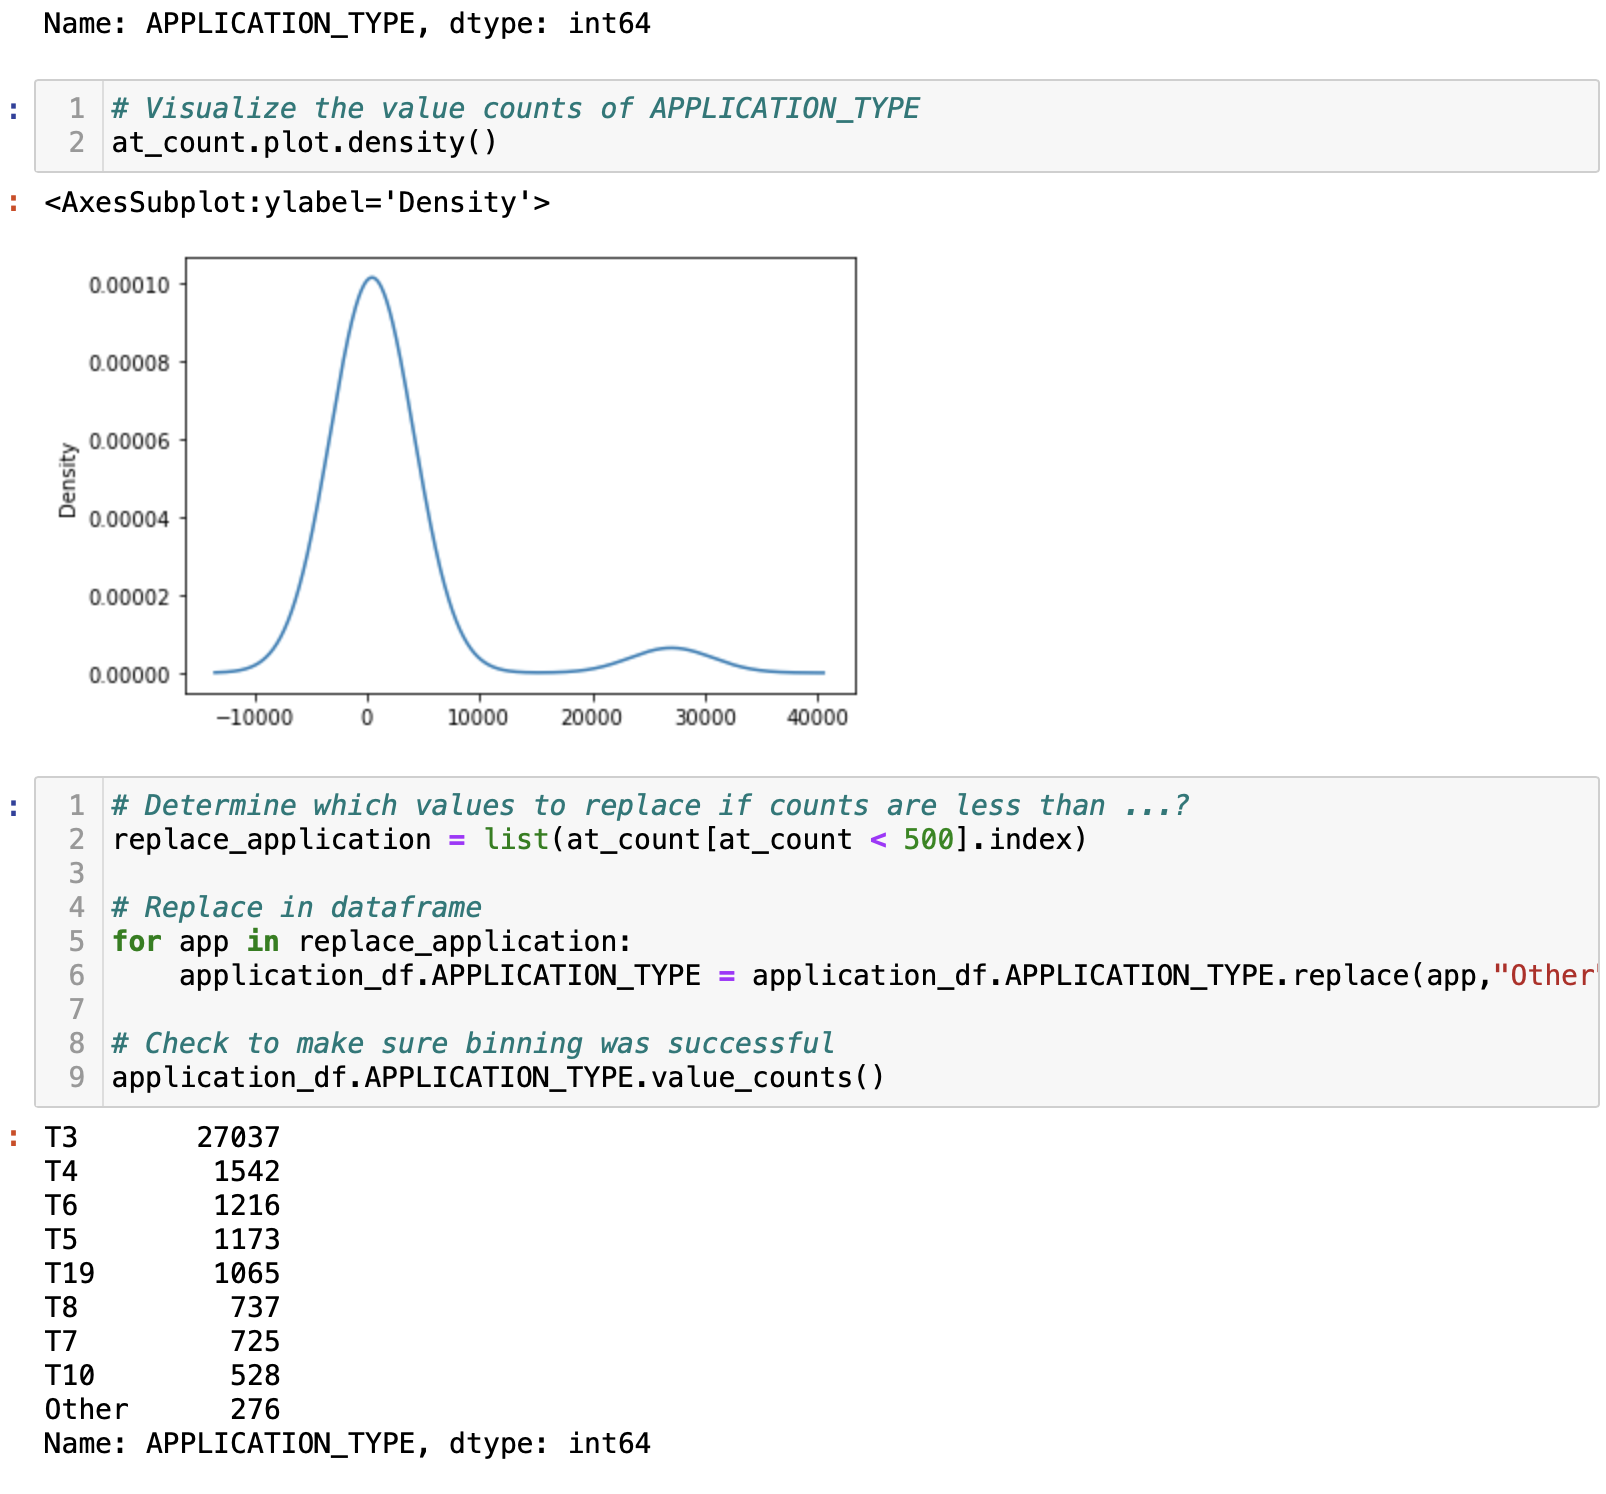 Name: APPLICATION_TYPE, dtype: int64
:
1 # Visualize the value counts of APPLICATION_TYPE
2 at_count.plot.density()
: <AxesSubplot:ylabel='Density'>
0.00010
0.00008
0.00006
0.00004
0.00002
0.00000
Density
−10000 0 10000 20000 30000 40000
:
1 # Determine which values to replace if counts are less than ...?
2 replace_application = list(at_count[at_count < 500].index)
3
4 # Replace in dataframe
5 for app in replace_application:
6     application_df.APPLICATION_TYPE = application_df.APPLICATION_TYPE.replace(app,"Other"
7
8 # Check to make sure binning was successful
9 application_df.APPLICATION_TYPE.value_counts()
: T3 27037
T4 1542
T6 1216
T5 1173
T19 1065
T8 737
T7 725
T10 528
Other 276
Name: APPLICATION_TYPE, dtype: int64